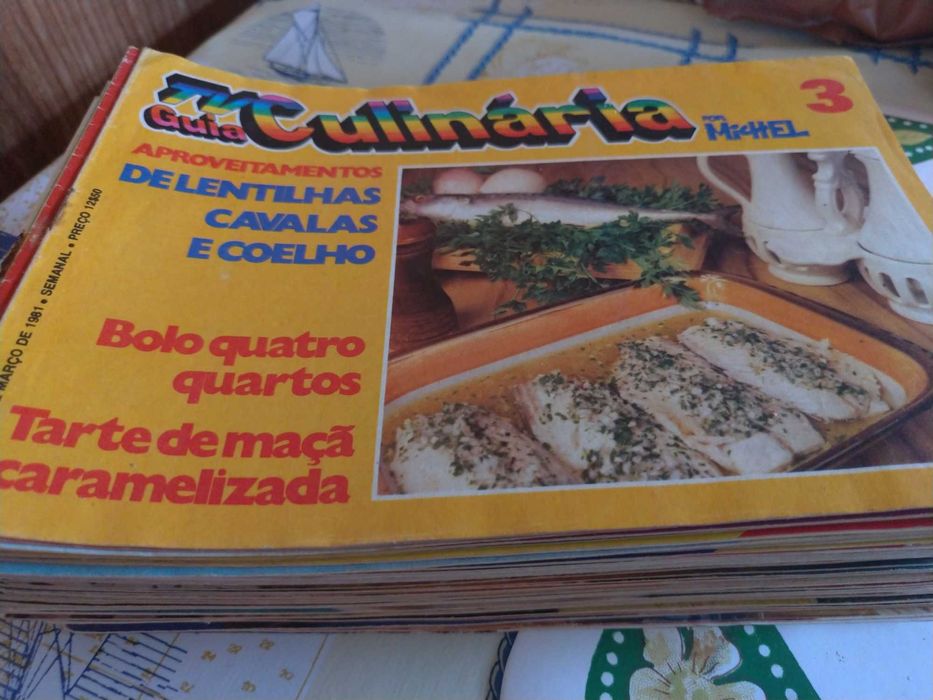 TV Guia Culinária
POR MICHEL
3
APROVEITAMENTOS
DE LENTILHAS
CAVALAS
E COELHO
Bolo quatro
quartos
Tarte de maçã
caramelizada
MARÇO DE 1981 • SEMANAL • PREÇO 12$50